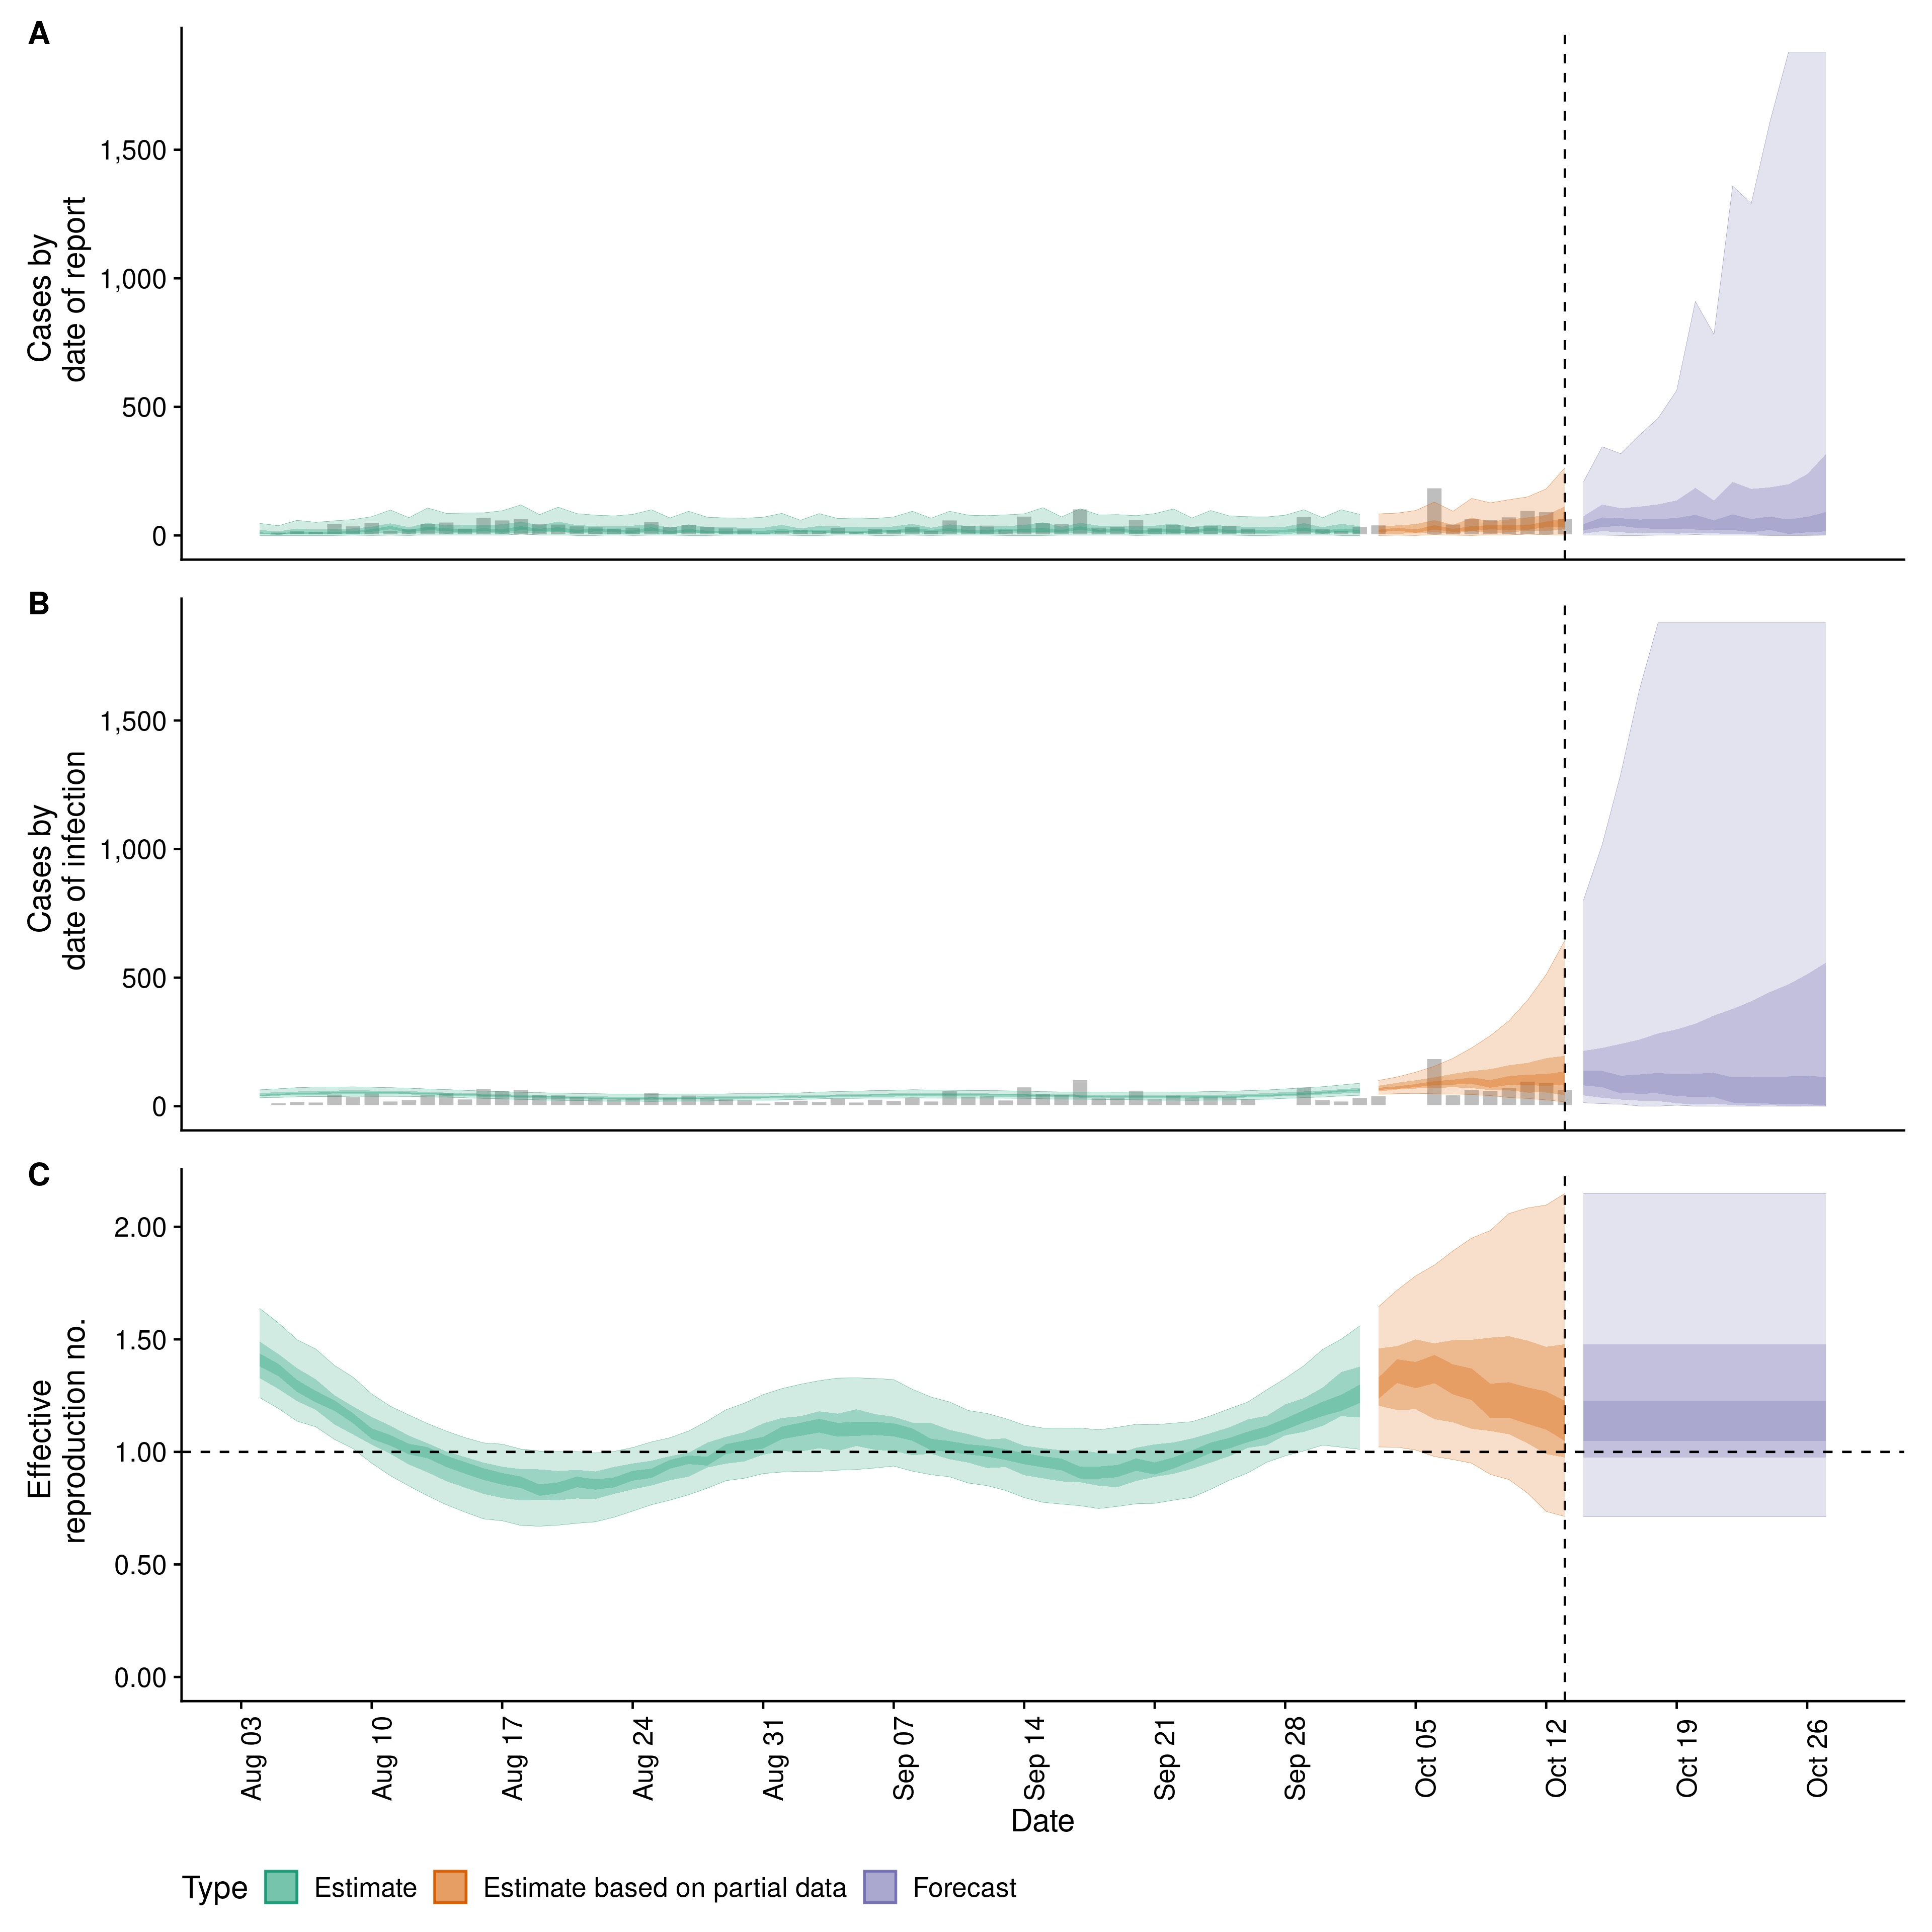 A
Cases by
date of report
1,500
1,000
500
0
B
Cases by
date of infection
1,500
1,000
500
0
C
Effective
reproduction no.
2.00
1.50
1.00
0.50
0.00
Aug 03
Aug 10
Aug 17
Aug 24
Aug 31
Sep 07
Sep 14
Sep 21
Sep 28
Oct 05
Oct 12
Oct 19
Oct 26
Date
Type
Estimate
Estimate based on partial data
Forecast